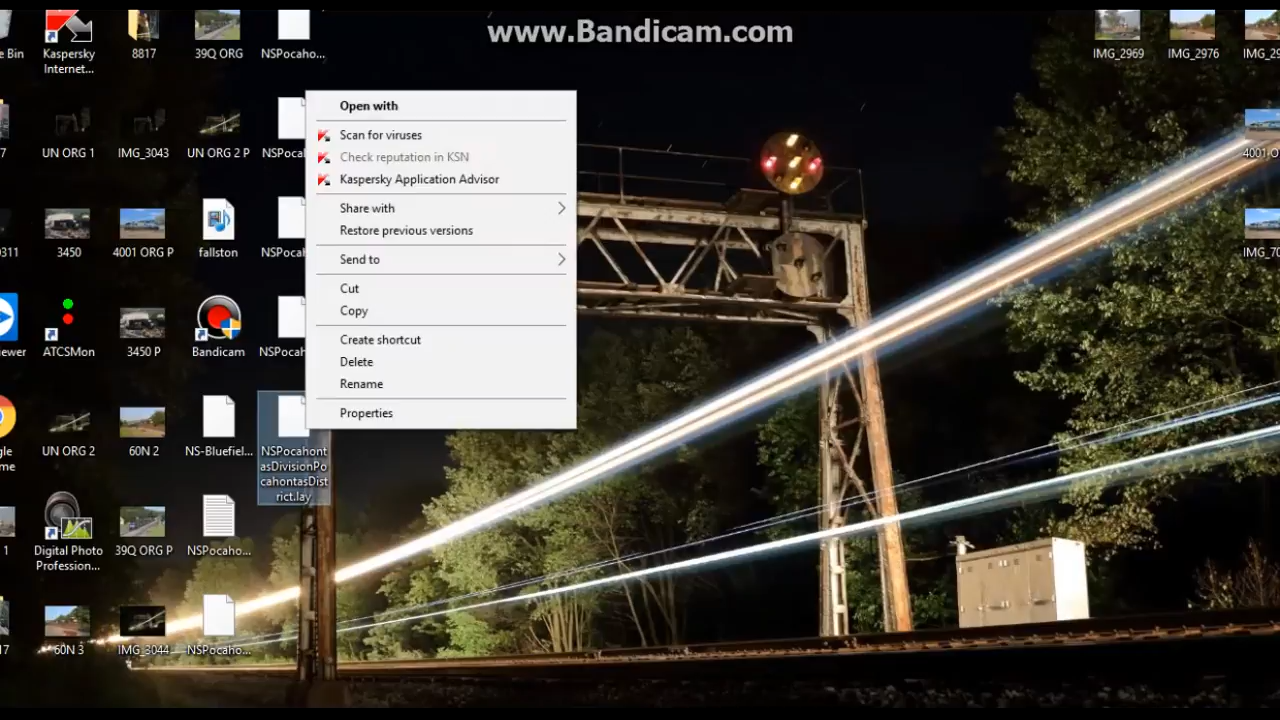 www.Bandicam.com
e Bin
Kaspersky
Internet...
8817
39Q ORG
NSPocaho...
IMG_2969
IMG_2976
IMG_29
7
UN ORG 1
IMG_3043
UN ORG 2 P
NSPocal
4001 O
0311
3450
4001 ORG P
fallston
NSPocal
IMG_70
ewer
ATCSMon
3450 P
Bandicam
NSPocah
gle
me
UN ORG 2
60N 2
NS-Bluefiel...
NSPocahont
asDivisionPo
cahontasDist
rict.lay
1
Digital Photo
Profession...
39Q ORG P
NSPocaho...
17
60N 3
IMG_3044
NSPocaho...
Open with
Scan for viruses
Check reputation in KSN
Kaspersky Application Advisor
Share with
Restore previous versions
Send to
Cut
Copy
Create shortcut
Delete
Rename
Properties